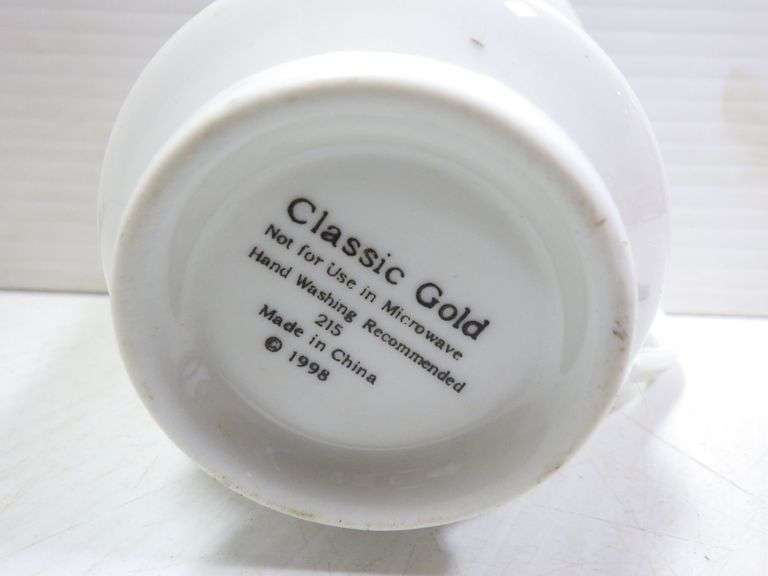 Classic Gold
Not for Use in Microwave
Hand Washing Recommended
215
Made in China
© 1998